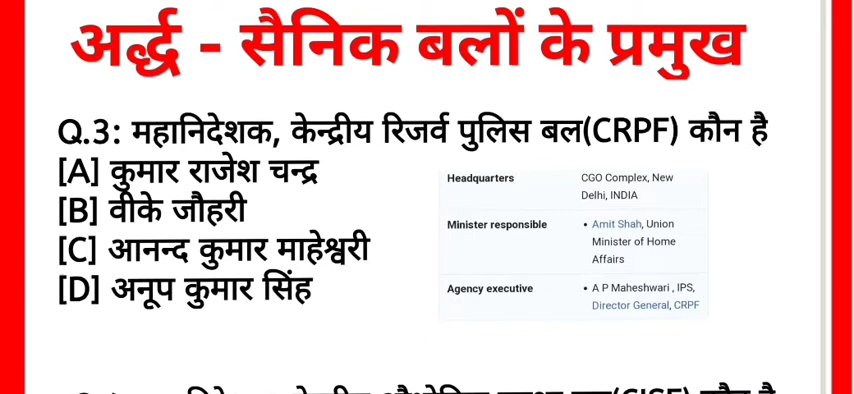 अर्द्ध - सैनिक बलों के प्रमुख
Q.3: महानिदेशक, केन्द्रीय रिजर्व पुलिस बल(CRPF) कौन है
[A] कुमार राजेश चन्द्र
[B] वीके जौहरी
[C] आनन्द कुमार माहेश्वरी
[D] अनूप कुमार सिंह
Headquarters CGO Complex, New
Delhi, INDIA
Minister responsible • Amit Shah, Union
Minister of Home
Affairs
Agency executive • A P Maheshwari , IPS,
Director General, CRPF